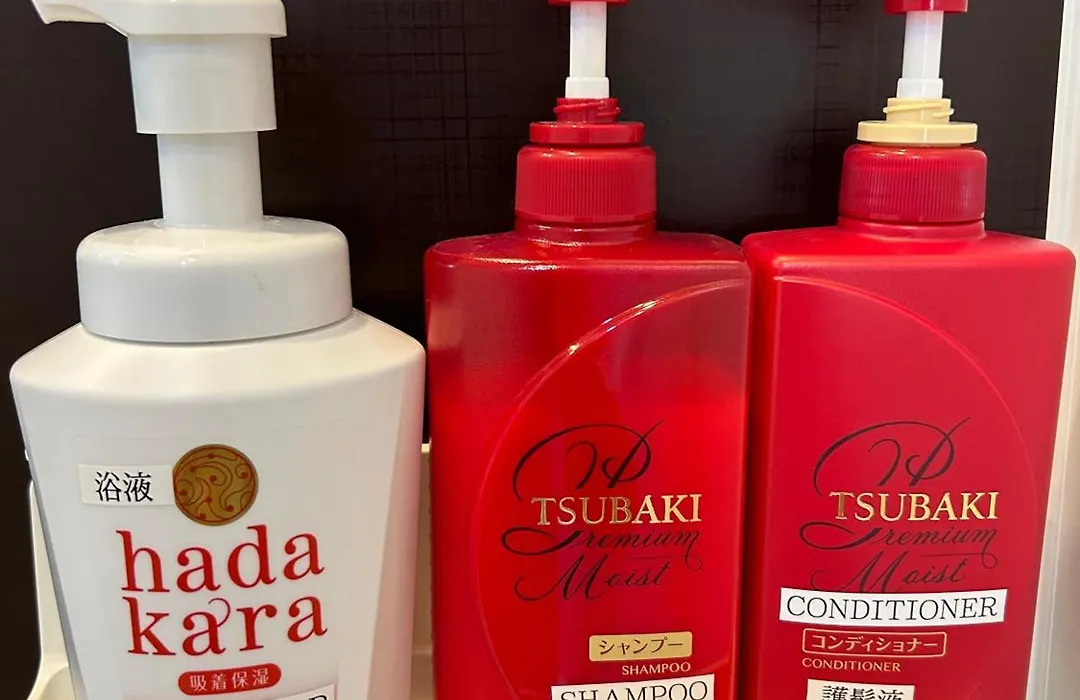 浴液
hada
kara
吸着保湿
TSUBAKI
Premium
Moist
シャンプー
SHAMPOO
SHAMPOO
TSUBAKI
Premium
Moist
CONDITIONER
コンディショナー
CONDITIONER
護髮液